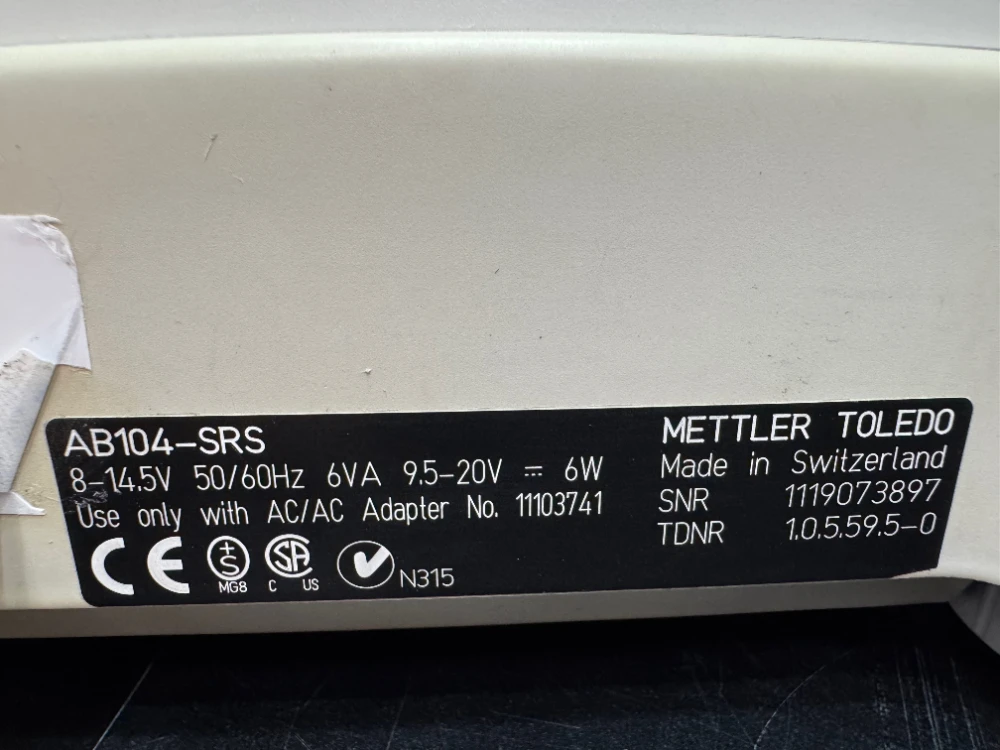 AB104-SRS
8-14.5V 50/60Hz 6VA 9.5-20V ⎓ 6W
Use only with AC/AC Adapter No. 11103741
CE
±S
MG8
SA
C US
N315
METTLER TOLEDO
Made in Switzerland
SNR 1119073897
TDNR 1.0.5.59.5-0